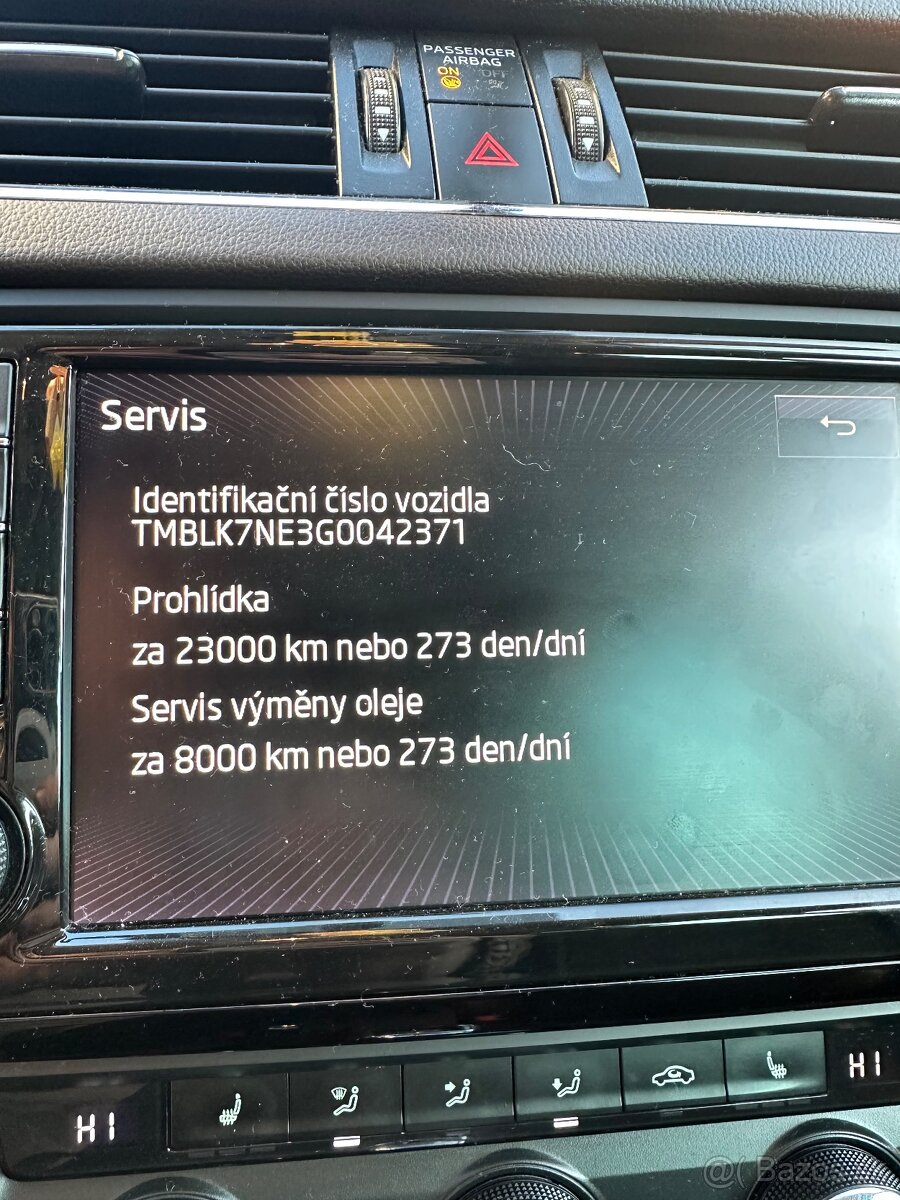 PASSENGER
AIRBAG
ON OFF
Servis
Identifikační číslo vozidla
TMBLK7NE3G0042371
Prohlídka
za 23000 km nebo 273 den/dní
Servis výměny oleje
za 8000 km nebo 273 den/dní
HI HI